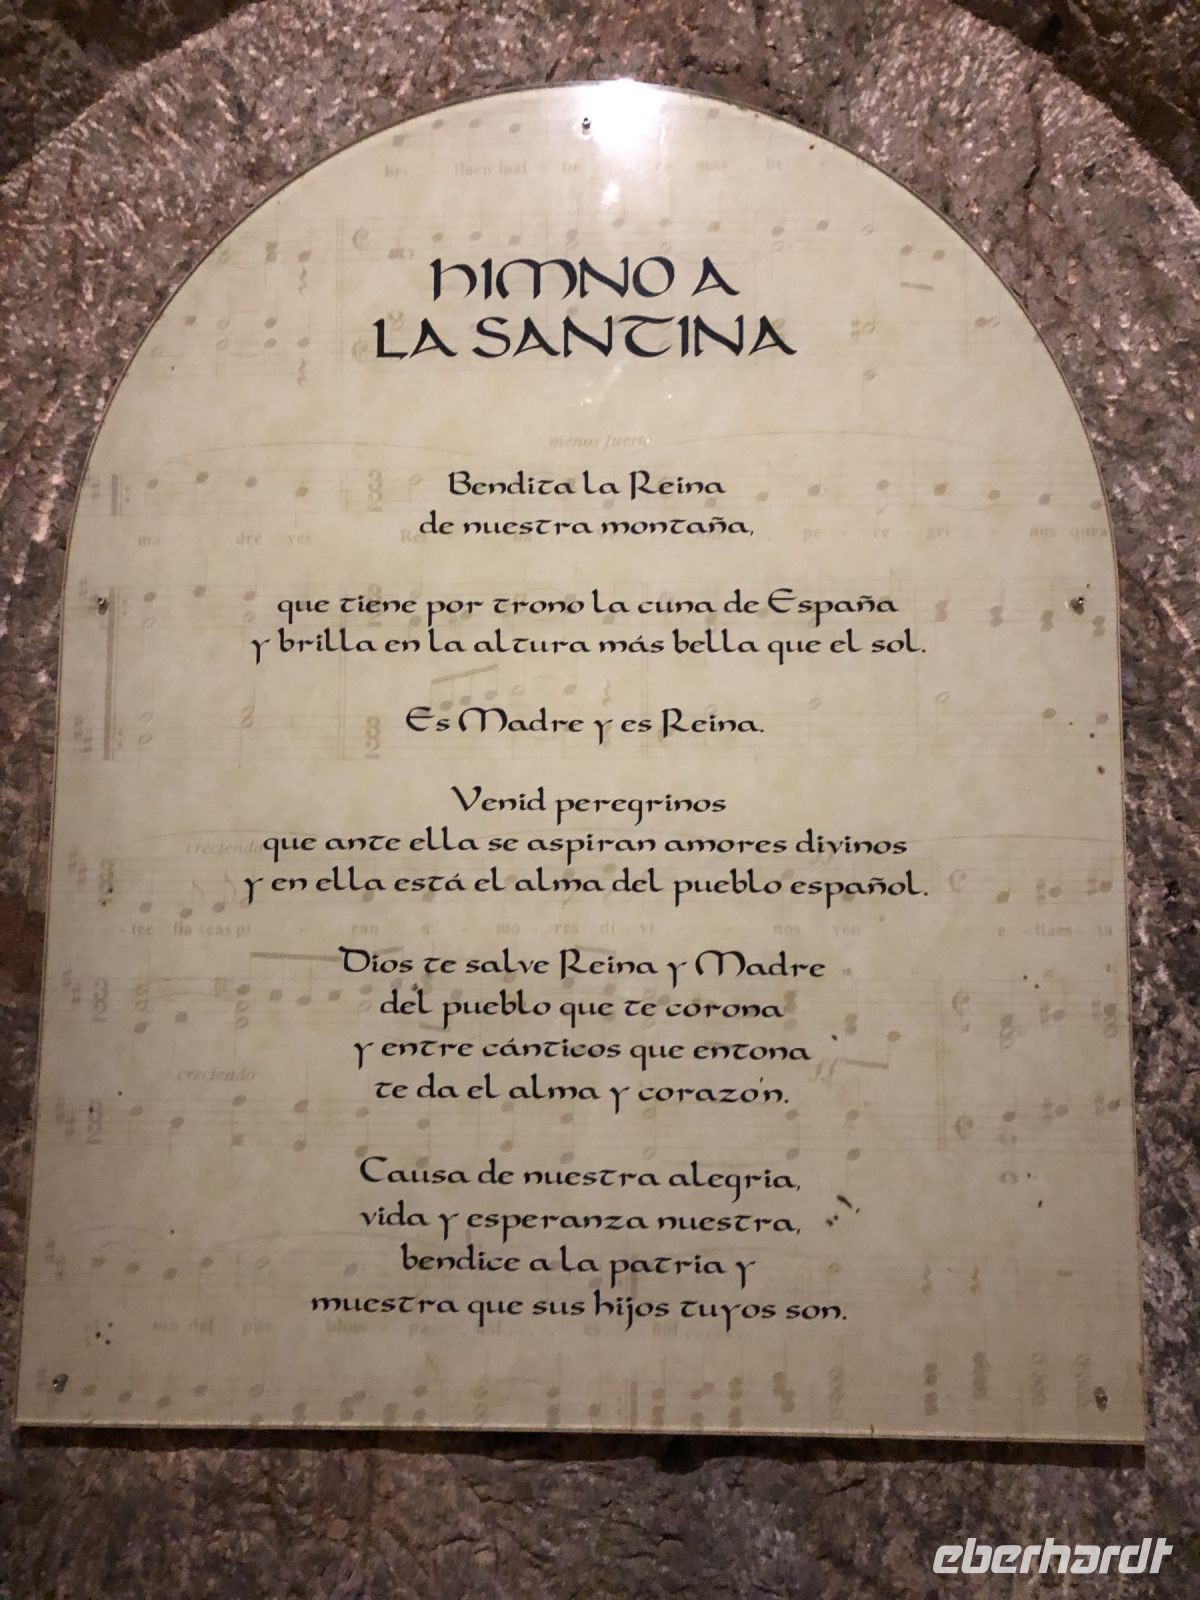 HIMNO A
LA SANTINA
menos fuerte
Bendita la Reina
de nuestra montaña,
que tiene por trono la cuna de España
y brilla en la altura más bella que el sol.
Es Madre y es Reina.
Venid peregrinos
que ante ella se aspiran amores divinos
y en ella está el alma del pueblo español.
Dios te salve Reina y Madre
del pueblo que te corona
y entre cánticos que entona
te da el alma y corazón.
creciendo
Causa de nuestra alegria,
vida y esperanza nuestra,
bendice a la patria y
muestra que sus hijos tuyos son.
eberhardt